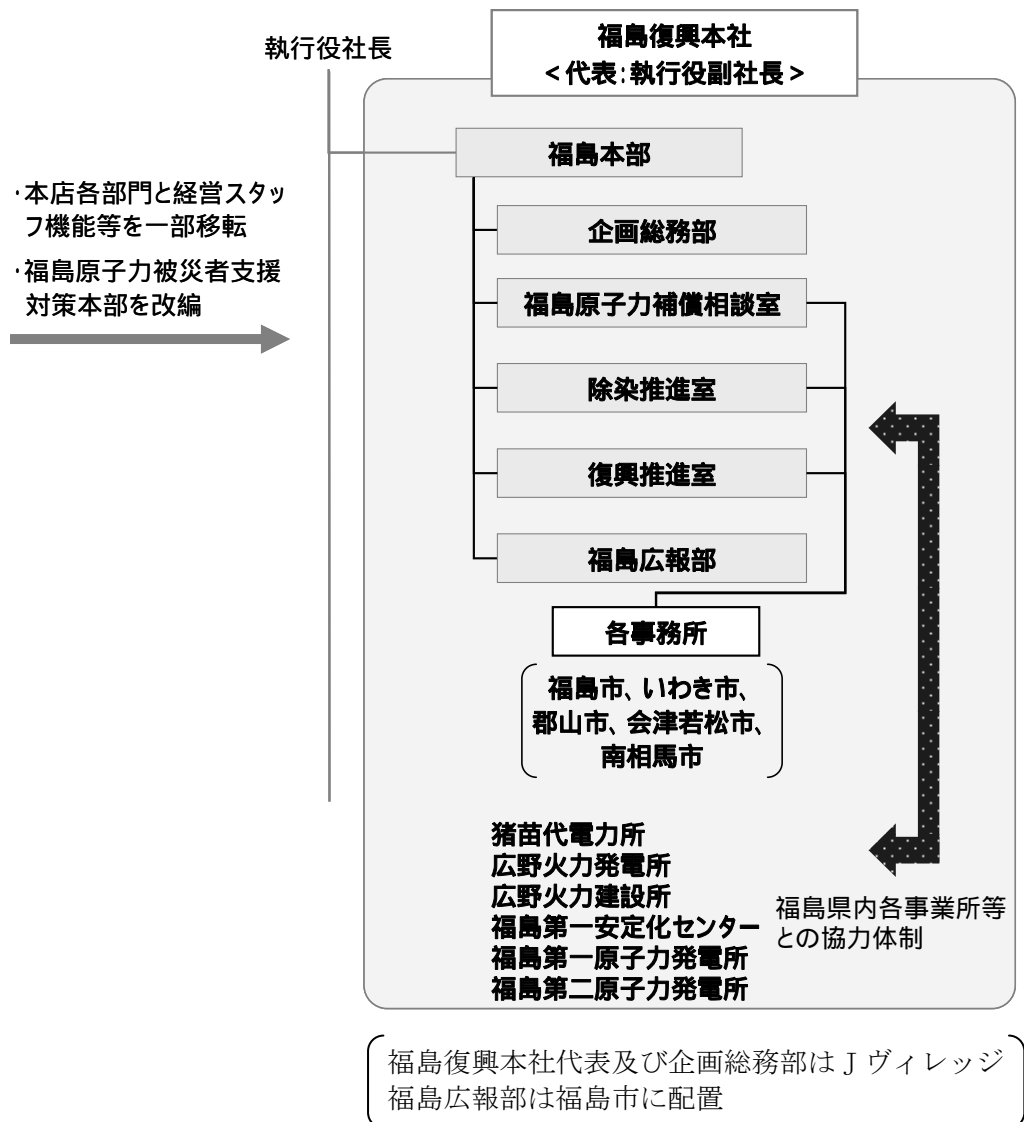 執行役社長
福島復興本社
<代表:執行役副社長>
福島本部
・本店各部門と経営スタッ
フ機能等を一部移転
・福島原子力被災者支援
対策本部を改編
企画総務部
福島原子力補償相談室
除染推進室
復興推進室
福島広報部
各事務所
福島市、いわき市、
郡山市、会津若松市、
南相馬市
猪苗代電力所
広野火力発電所
広野火力建設所
福島第一安定化センター
福島第一原子力発電所
福島第二原子力発電所
福島県内各事業所等
との協力体制
福島復興本社代表及び企画総務部はJヴィレッジ
福島広報部は福島市に配置